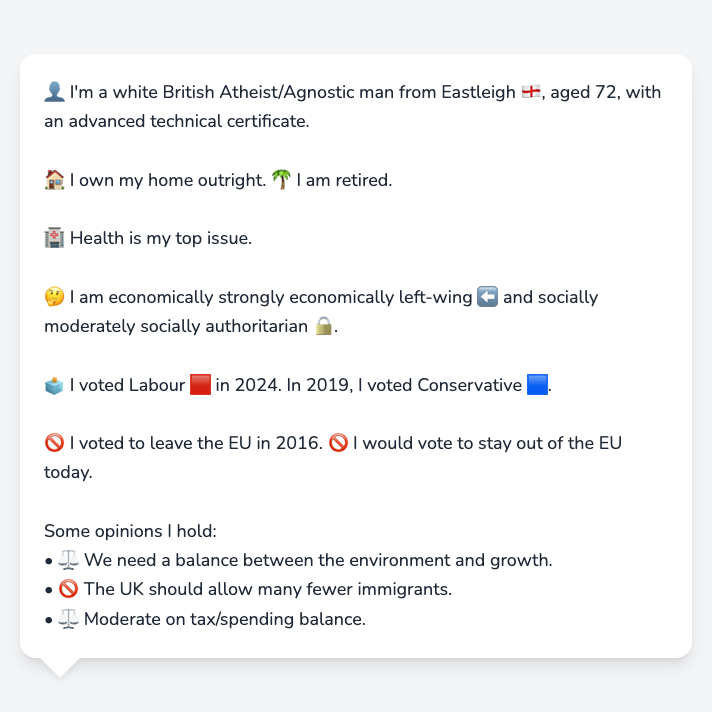 👤 I'm a white British Atheist/Agnostic man from Eastleigh 🏴󠁧󠁢󠁥󠁮󠁧󠁿, aged 72, with
an advanced technical certificate.
🏠 I own my home outright. 🌴 I am retired.
🏥 Health is my top issue.
🤔 I am economically strongly economically left-wing ⬅️ and socially
moderately socially authoritarian 🔒.
🗳️ I voted Labour 🟥 in 2024. In 2019, I voted Conservative 🟦.
🚫 I voted to leave the EU in 2016. 🚫 I would vote to stay out of the EU
today.
Some opinions I hold:
• ⚖️ We need a balance between the environment and growth.
• 🚫 The UK should allow many fewer immigrants.
• ⚖️ Moderate on tax/spending balance.